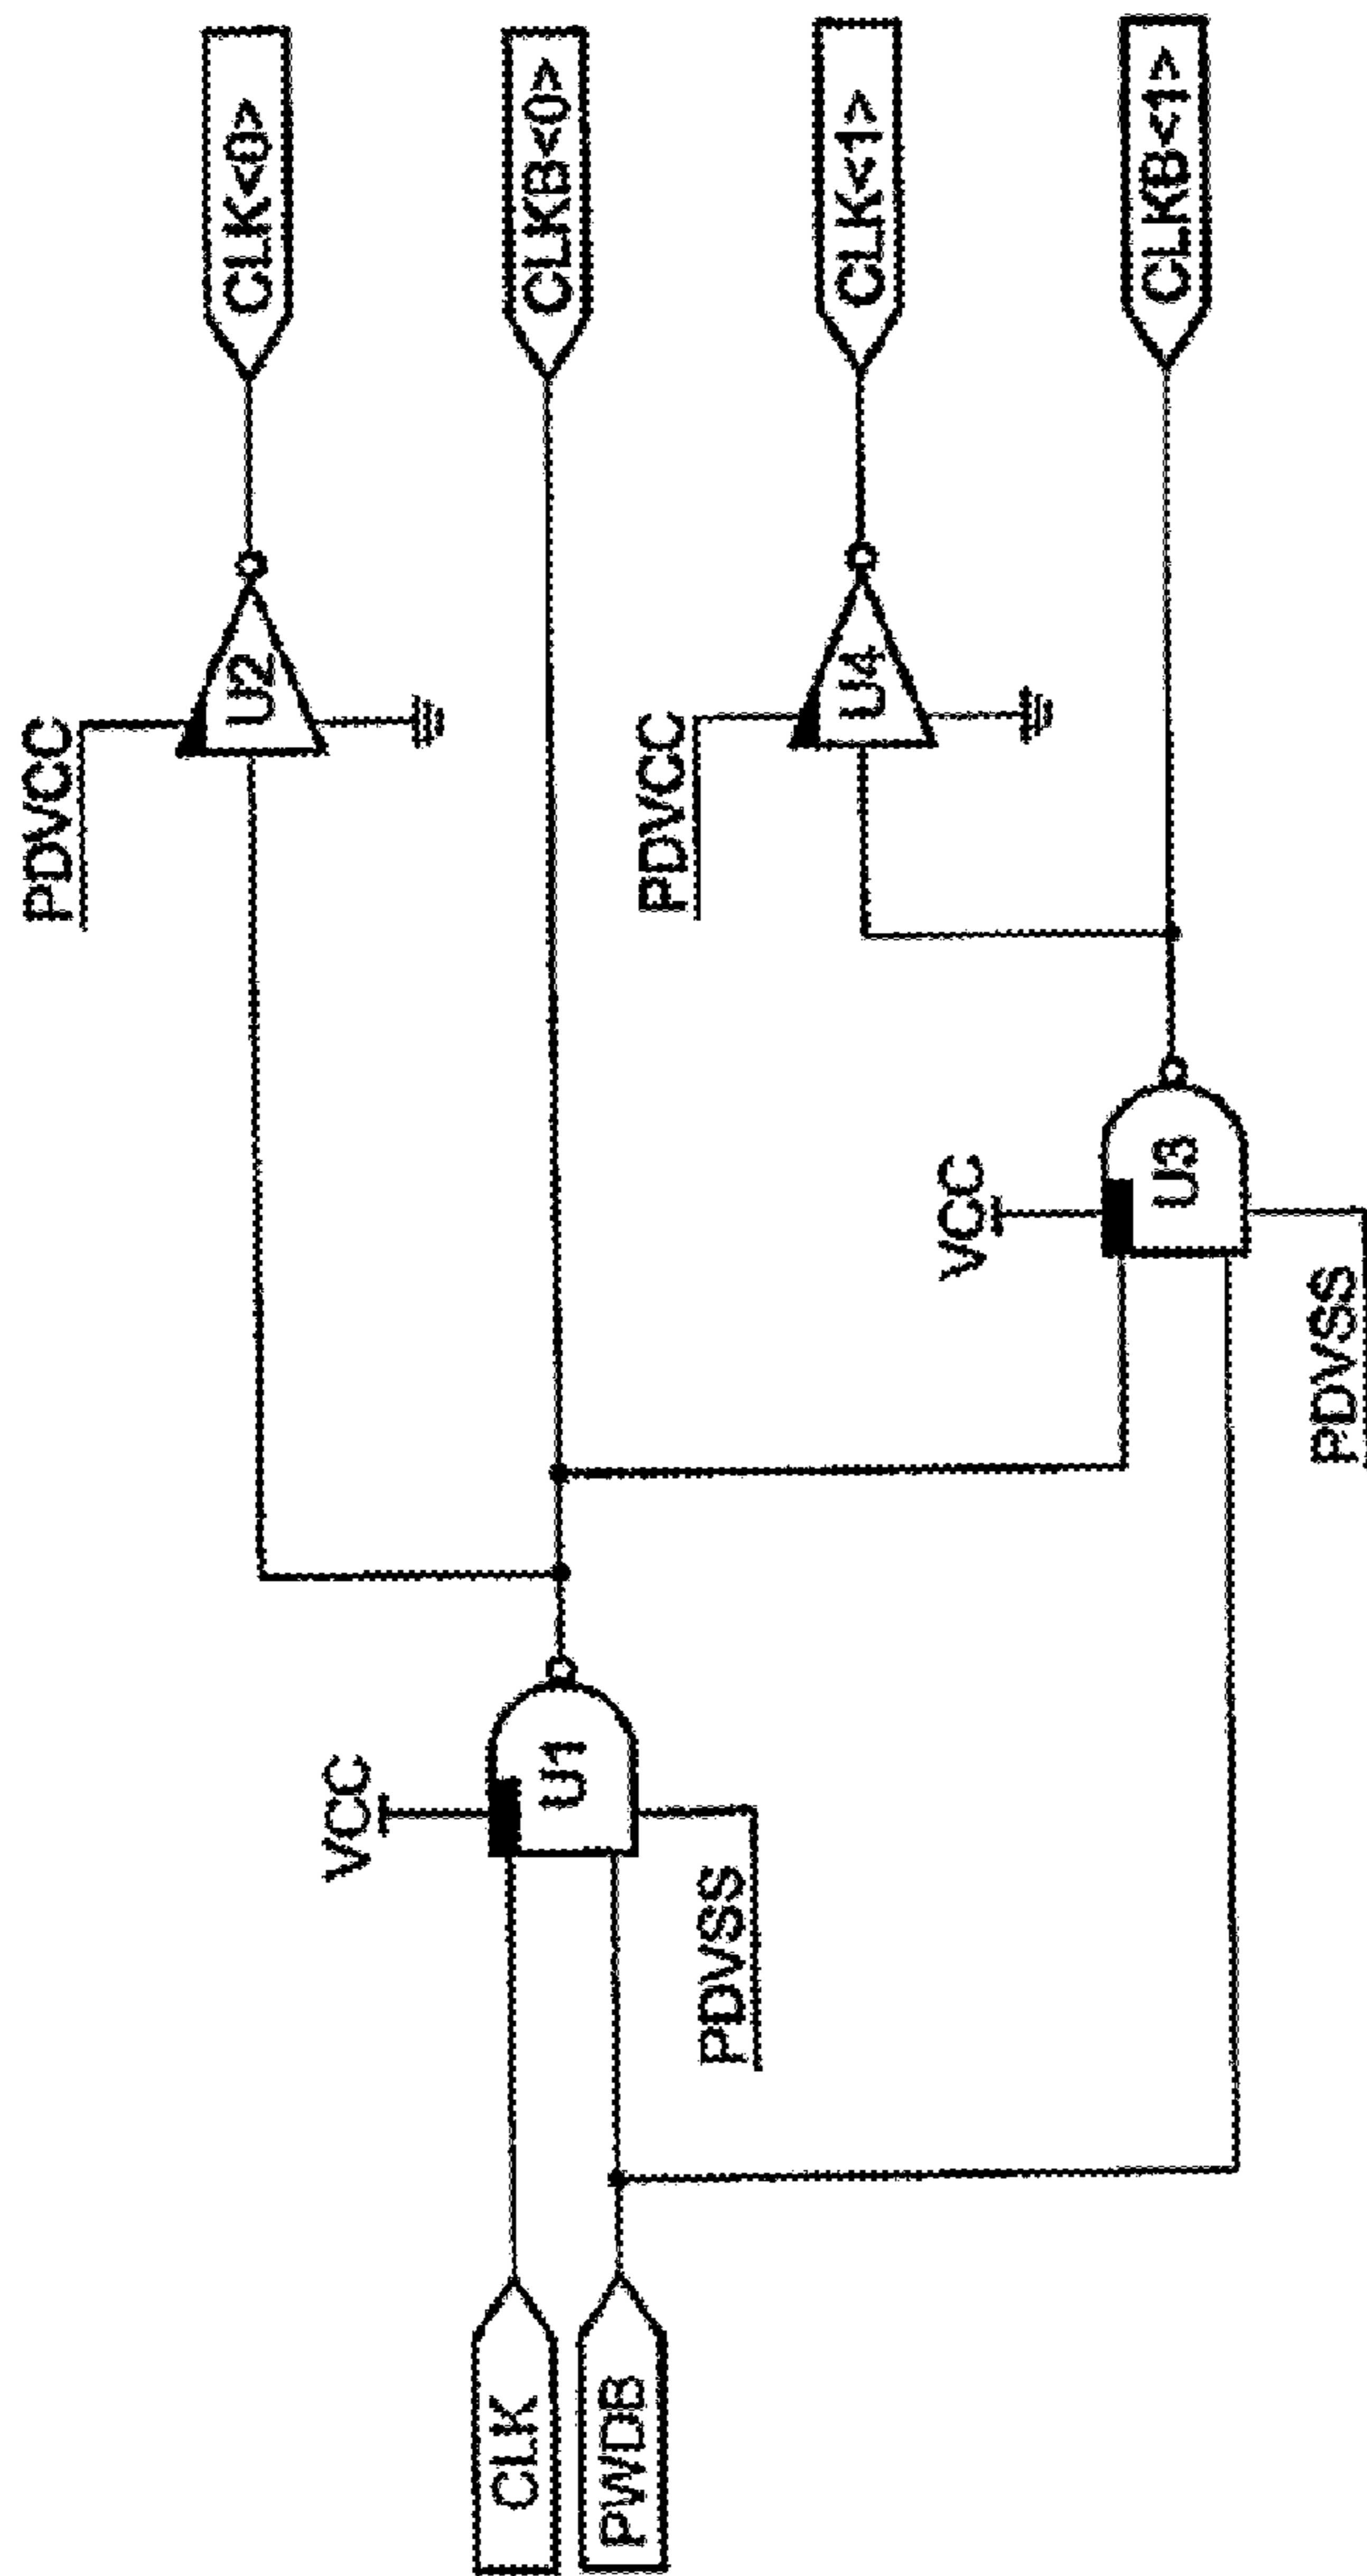 PDVCC
U2
CLK<0>
CLKB<0>
VCC
U1
CLK
PWDB
PDVSS
PDVCC
U4
CLK<1>
VCC
U3
CLKB<1>
PDVSS